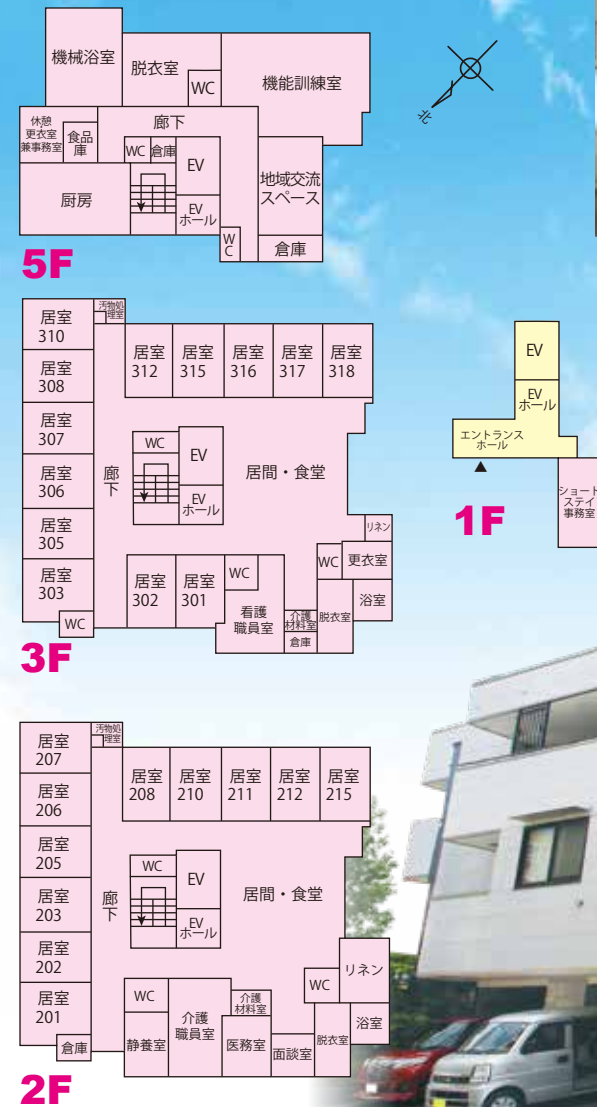 機械浴室
脱衣室
WC
機能訓練室
北
休憩
更衣室
兼事務室
食品
庫
廊下
WC
倉庫
EV
厨房
EV
ホール
地域交流
スペース
W
C
倉庫
5F
居室
310
汚物処
理室
居室
308
居室
307
居室
306
居室
305
居室
303
WC
廊下
居室
312
居室
315
居室
316
居室
317
居室
318
WC
EV
EV
ホール
居間・食堂
居室
302
居室
301
WC
看護
職員室
介護
材料室
倉庫
WC
脱衣室
リネン
更衣室
浴室
3F
EV
EV
ホール
エントランス
ホール
1F
ショート
ステイ
事務室
居室
207
汚物処
理室
居室
206
居室
205
居室
203
居室
202
居室
201
倉庫
廊下
居室
208
居室
210
居室
211
居室
212
居室
215
WC
EV
EV
ホール
居間・食堂
WC
静養室
介護
職員室
介護
材料室
医務室
面談室
WC
脱衣室
リネン
浴室
2F